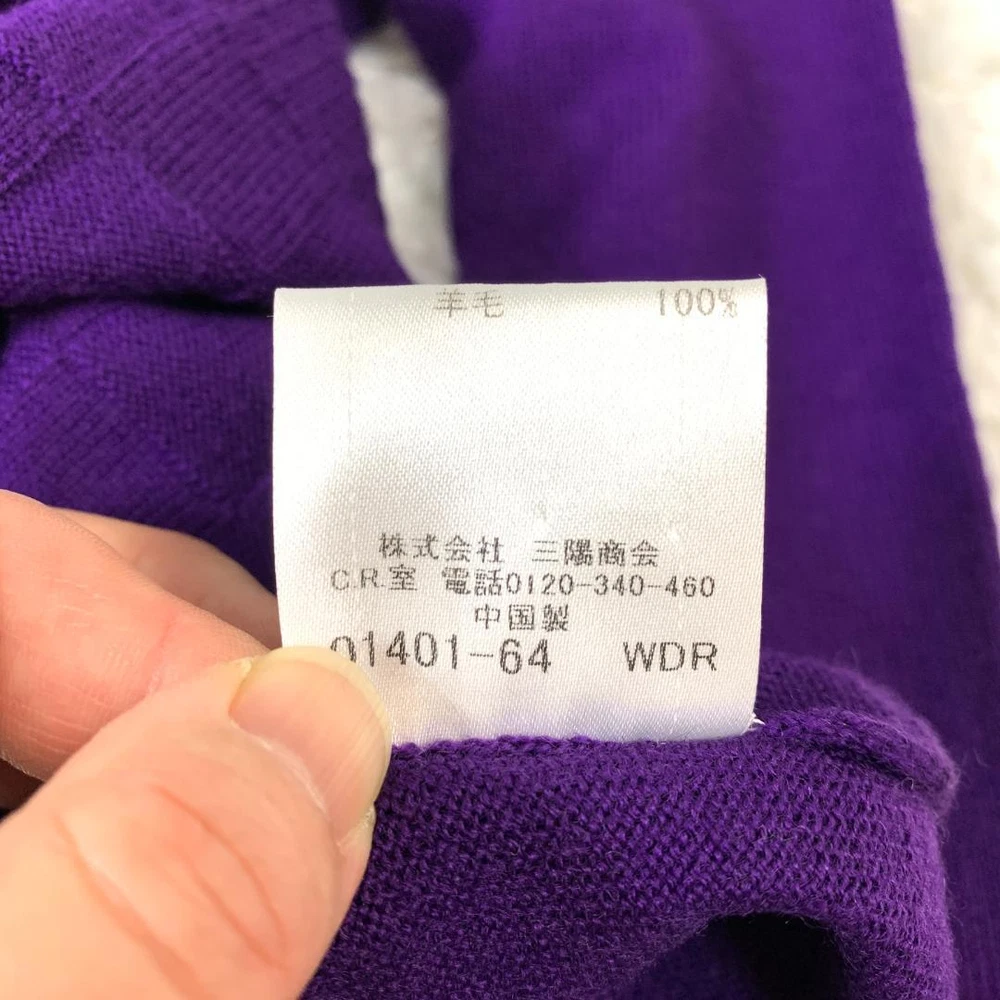 羊毛 100%
株式会社 三陽商会
C.R.室 電話0120-340-460
中国製
01401-64 WDR